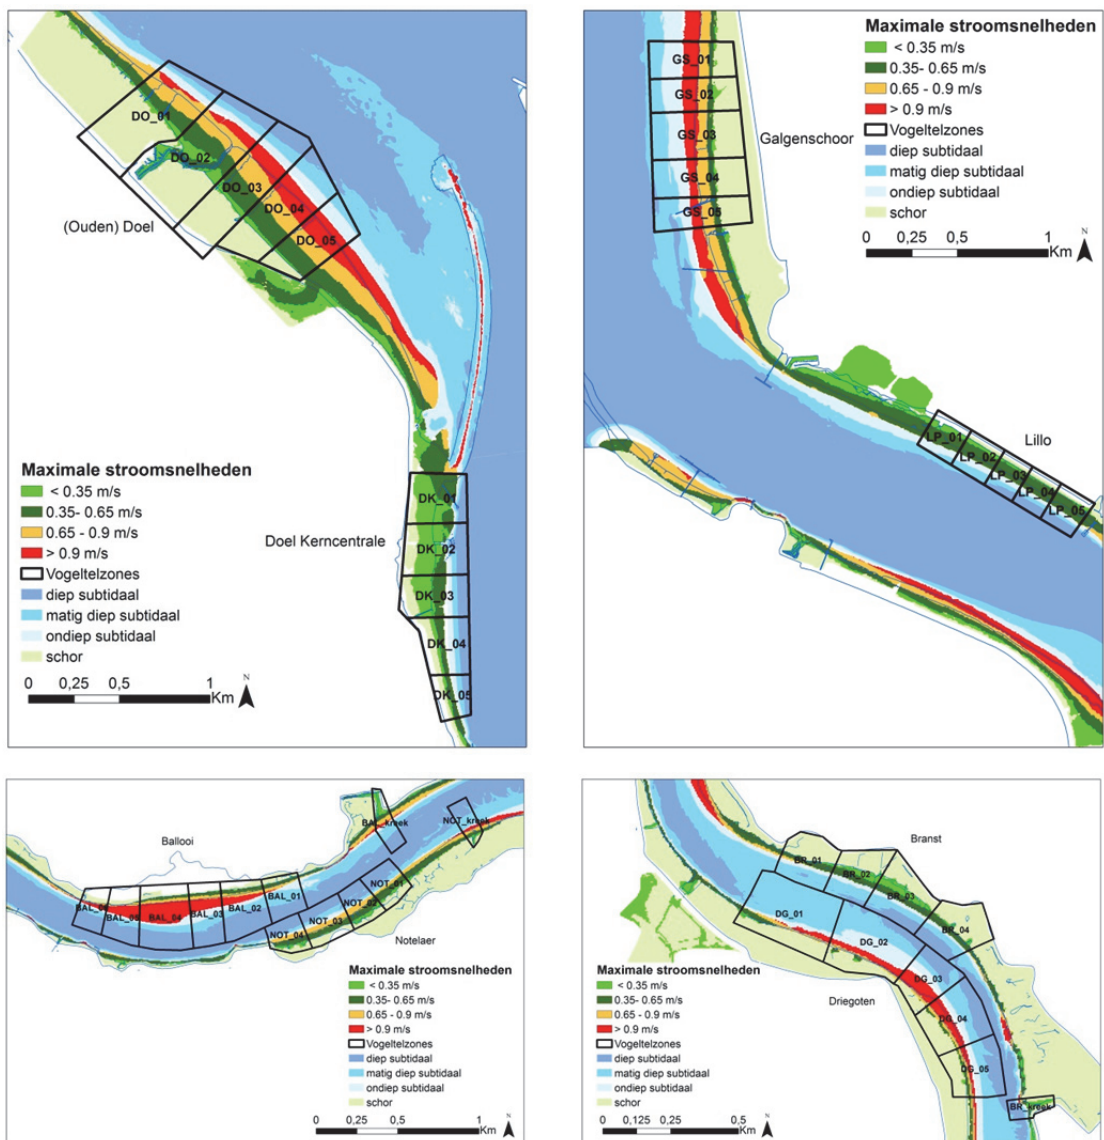 DO_01
DO_02
DO_03
DO_04
DO_05
(Ouden) Doel
Doel Kerncentrale
DK_01
DK_02
DK_03
DK_04
DK_05
Maximale stroomsnelheden
< 0.35 m/s
0.35- 0.65 m/s
0.65 - 0.9 m/s
> 0.9 m/s
Vogeltelzones
diep subtidaal
matig diep subtidaal
ondiep subtidaal
schor
0 0,25 0,5 1
Km
N
GS_01
GS_02
GS_03
GS_04
GS_05
Galgenschoor
Maximale stroomsnelheden
< 0.35 m/s
0.35- 0.65 m/s
0.65 - 0.9 m/s
> 0.9 m/s
Vogeltelzones
diep subtidaal
matig diep subtidaal
ondiep subtidaal
schor
0 0,25 0,5 1
Km
N
Lillo
LP_01
LP_02
LP_03
LP_04
LP_05
Ballooi
BAL_kreek
NOT_kreek
BAL_06
BAL_05
BAL_04
BAL_03
BAL_02
BAL_01
NOT_01
NOT_02
NOT_03
NOT_04
Notelaer
Maximale stroomsnelheden
< 0.35 m/s
0.35- 0.65 m/s
0.65 - 0.9 m/s
> 0.9 m/s
Vogeltelzones
diep subtidaal
matig diep subtidaal
ondiep subtidaal
schor
0 0,25 0,5 1
Km
N
Branst
BR_01
BR_02
BR_03
BR_04
DG_01
DG_02
DG_03
DG_04
DG_05
BR_kreek
Driegoten
Maximale stroomsnelheden
< 0.35 m/s
0.35- 0.65 m/s
0.65 - 0.9 m/s
> 0.9 m/s
Vogeltelzones
diep subtidaal
matig diep subtidaal
ondiep subtidaal
schor
0 0,125 0,25 0,5
Km
N